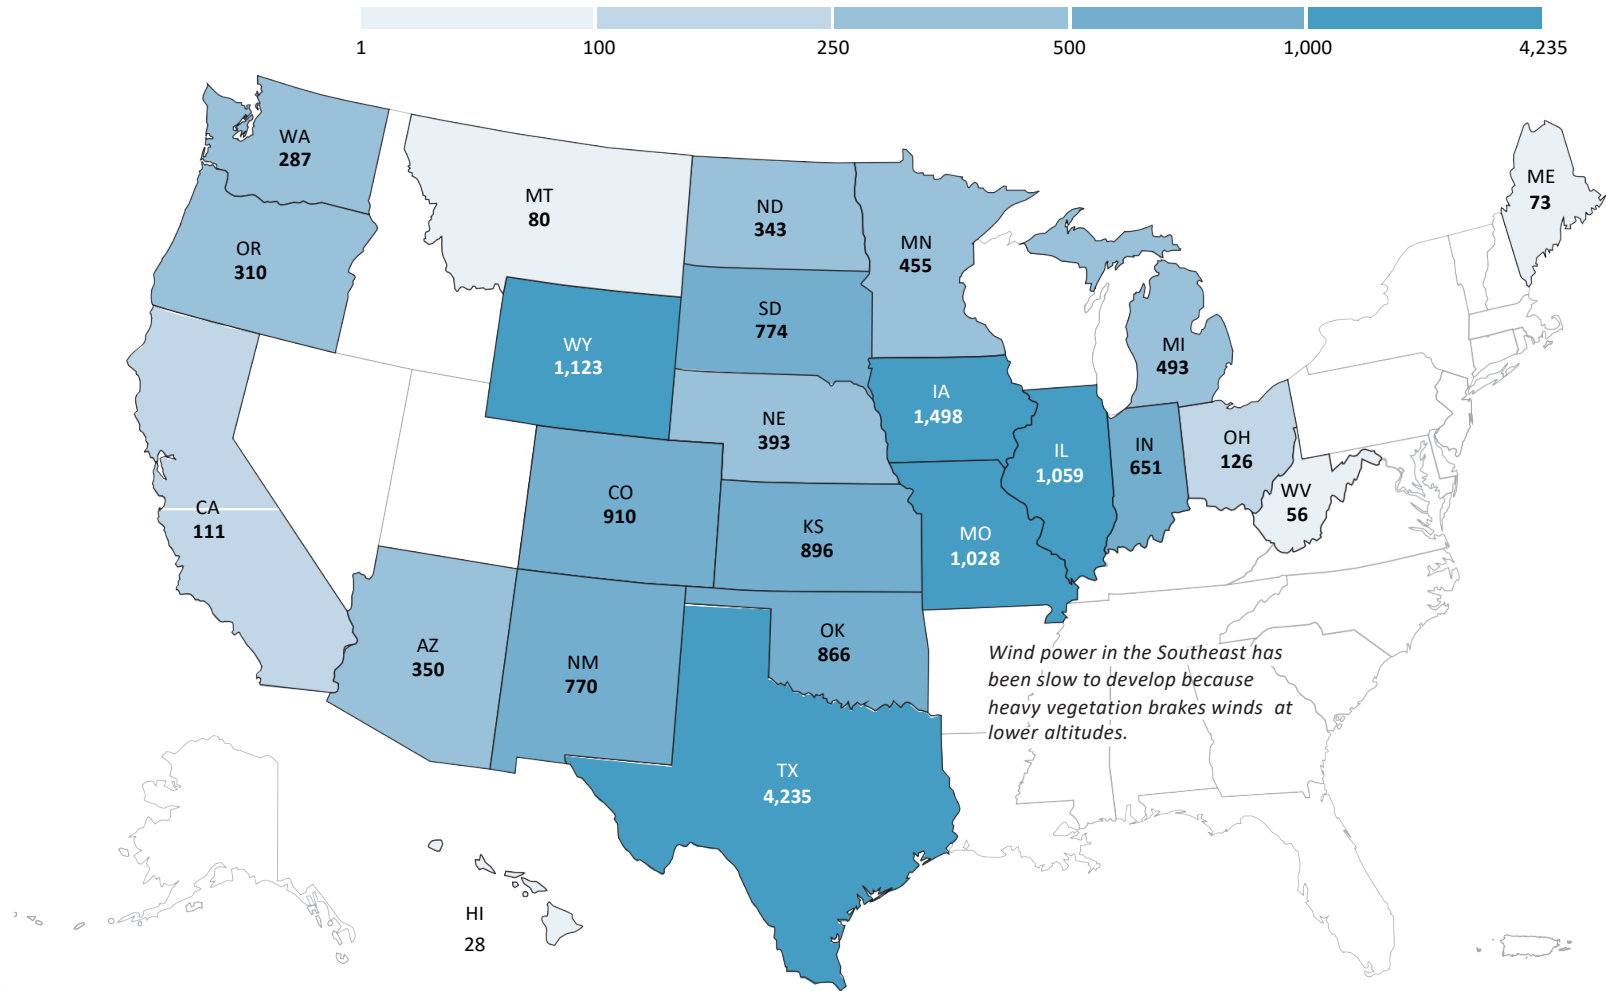 1 100 250 500 1,000 4,235
WA
287
OR
310
CA
111
MT
80
WY
1,123
CO
910
AZ
350
NM
770
ND
343
SD
774
NE
393
KS
896
OK
866
TX
4,235
MN
455
IA
1,498
MO
1,028
IL
1,059
IN
651
MI
493
OH
126
WV
56
ME
73
Wind power in the Southeast has
been slow to develop because
heavy vegetation brakes winds at
lower altitudes.
HI
28